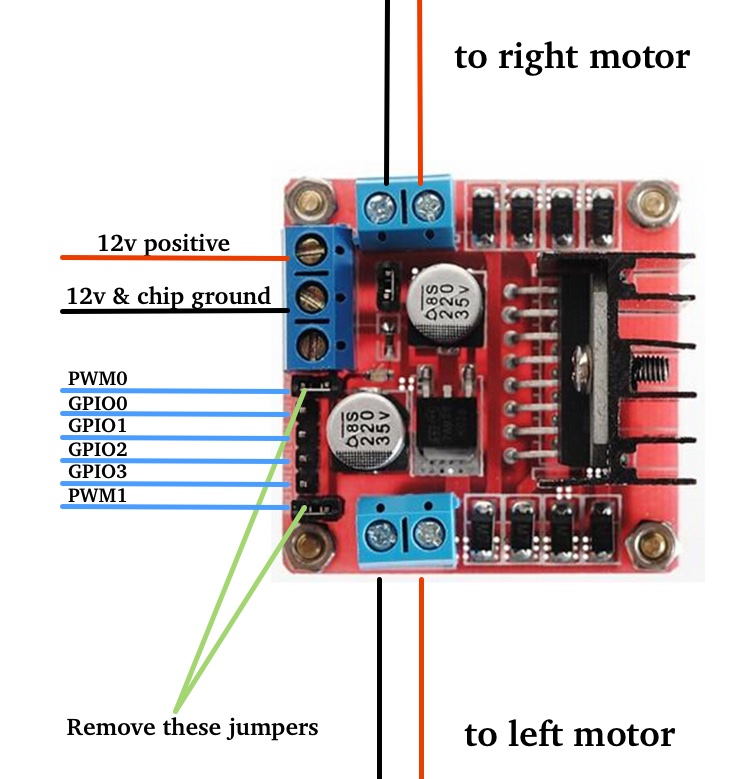 to right motor
12v positive
12v & chip ground
8S
220
35V
PWM0
GPIO0
GPIO1
GPIO2
GPIO3
PWM1
8S
220
35V
Remove these jumpers
to left motor